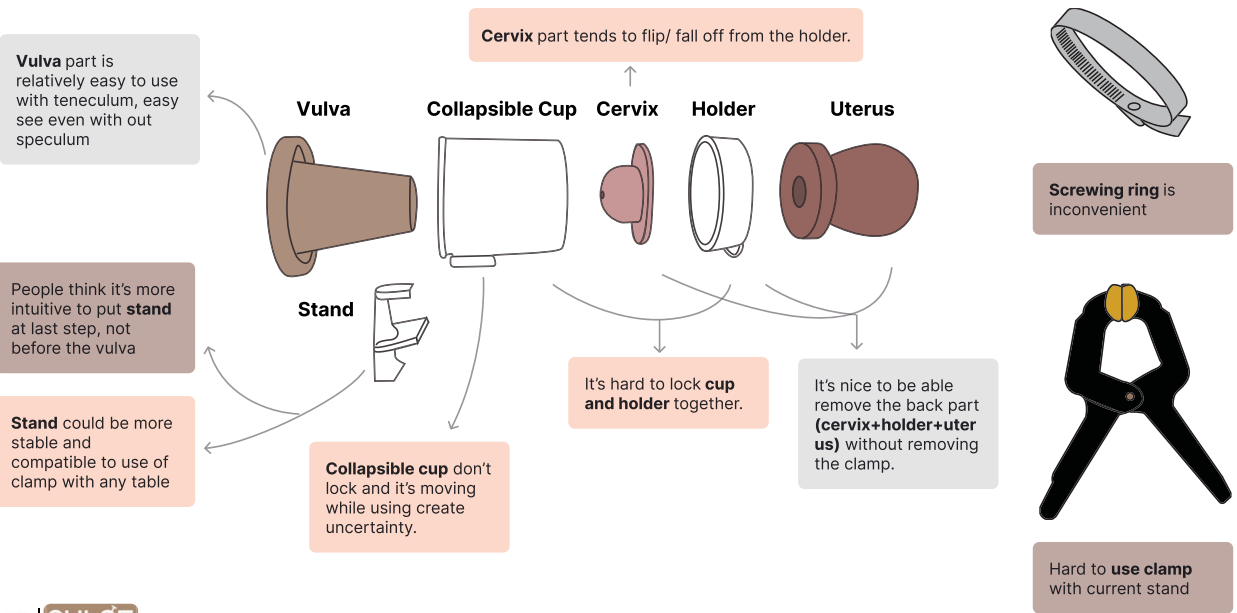 Cervix part tends to flip/ fall off from the holder.
Vulva part is
relatively easy to use
with teneculum, easy
see even with out
speculum
Vulva
Collapsible Cup
Cervix
Holder
Uterus
Screwing ring is
inconvenient
People think it's more
intuitive to put stand
at last step, not
before the vulva
Stand
Stand could be more
stable and
compatible to use of
clamp with any table
Collapsible cup don't
lock and it's moving
while using create
uncertainty.
It's hard to lock cup
and holder together.
It's nice to be able
remove the back part
(cervix+holder+uter
us) without removing
the clamp.
Hard to use clamp
with current stand